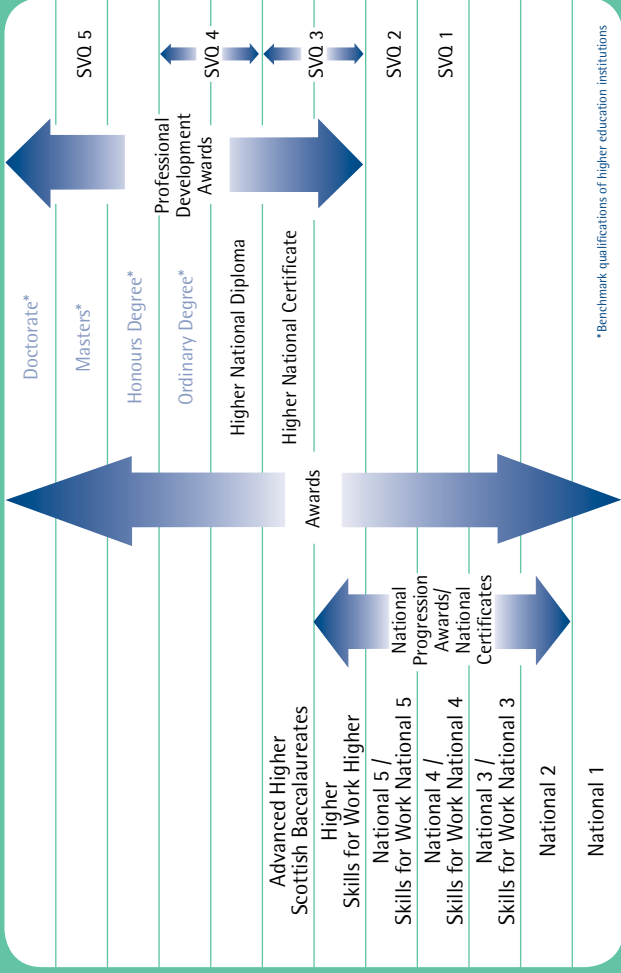 Advanced Higher
Scottish Baccalaureates
Higher
Skills for Work Higher
National 5 /
Skills for Work National 5
National 4 /
Skills for Work National 4
National 3 /
Skills for Work National 3
National 2
National 1
National
Progression
Awards/
National
Certificates
Awards
Doctorate*
Masters*
Honours Degree*
Ordinary Degree*
Higher National Diploma
Higher National Certificate
Professional
Development
Awards
SVQ 5
SVQ 4
SVQ 3
SVQ 2
SVQ 1
*Benchmark qualifications of higher education institutions